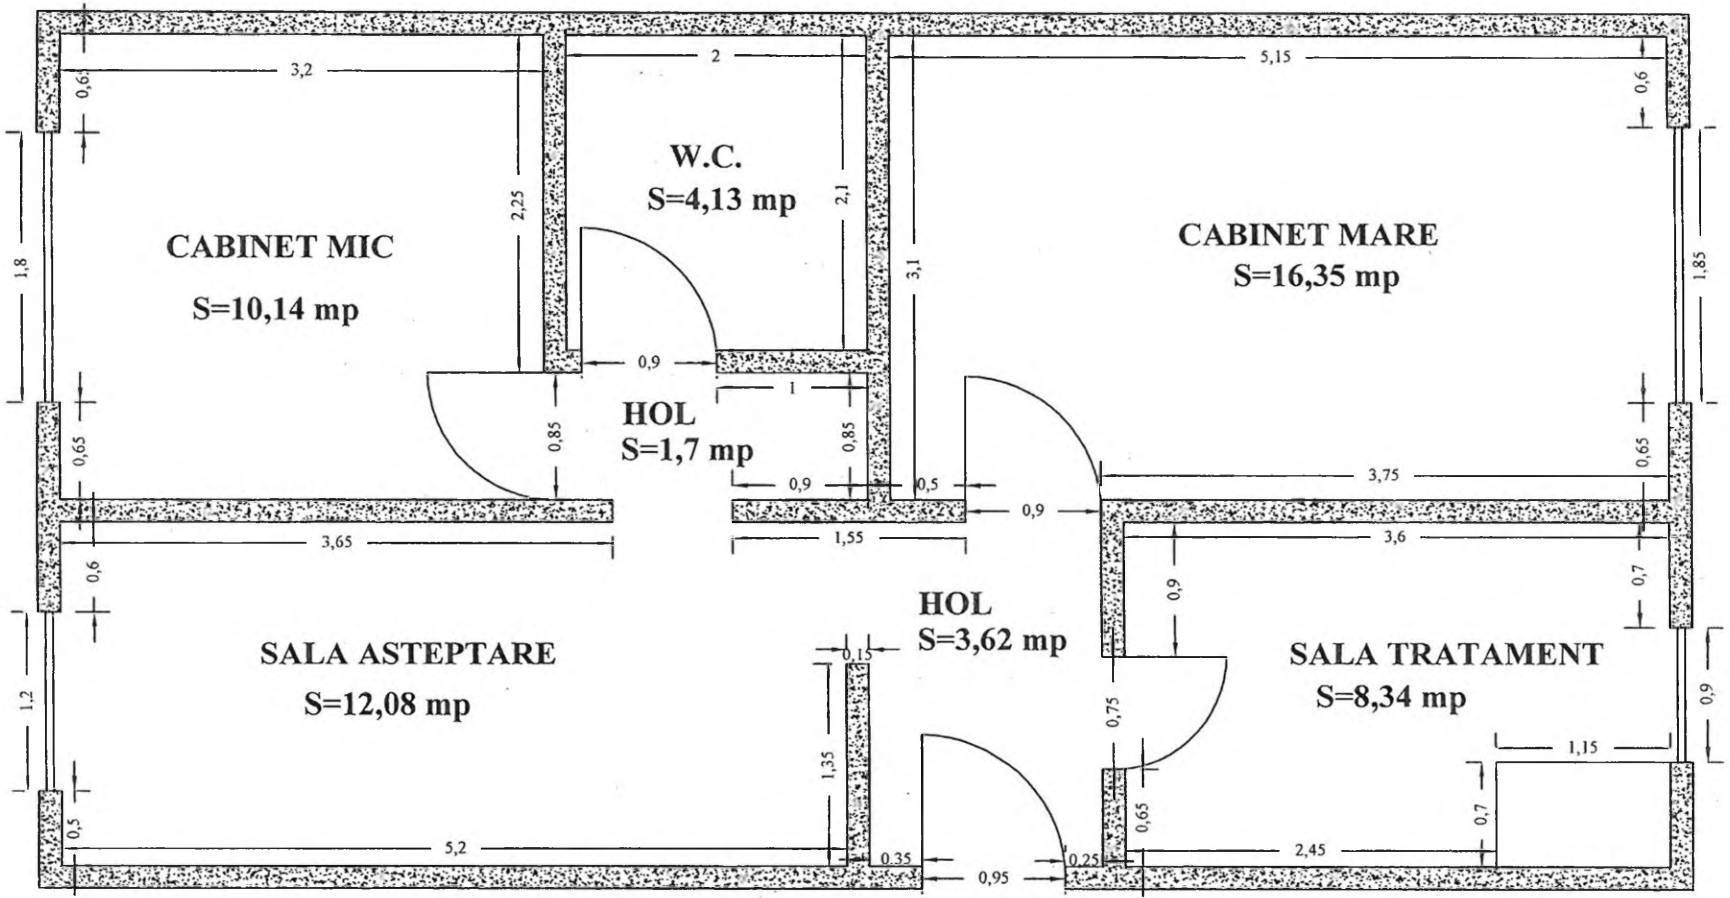 0,65
3,2
2
5,15
0,6
W.C.
S=4,13 mp
2,25
2,1
CABINET MIC
S=10,14 mp
1,8
CABINET MARE
S=16,35 mp
3,1
1,85
0,9
1
HOL
S=1,7 mp
0,85
0,85
0,65
0,65
0,9
0,5
3,75
0,9
3,65
1,55
3,6
0,6
0,9
0,7
HOL
S=3,62 mp
0,15
SALA ASTEPTARE
S=12,08 mp
SALA TRATAMENT
S=8,34 mp
1,2
0,75
0,9
1,35
1,15
0,5
0,65
0,7
5,2
0,35
0,25
2,45
0,95